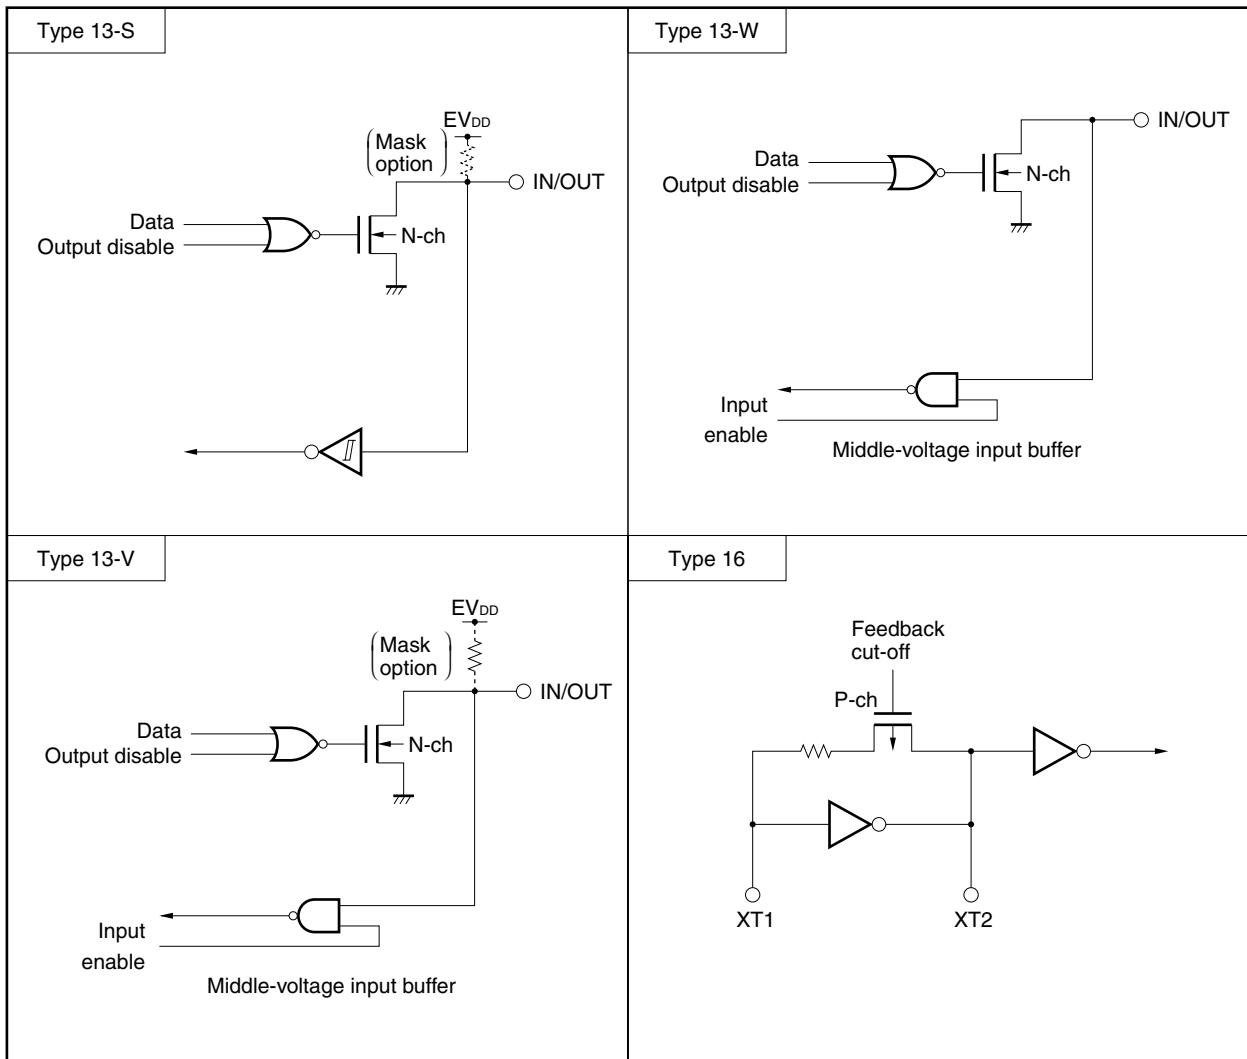 Type 13-S
EVDD
(Mask
option)
IN/OUT
Data
Output disable
N-ch
Type 13-W
IN/OUT
Data
Output disable
N-ch
Input
enable
Middle-voltage input buffer
Type 13-V
EVDD
(Mask
option)
IN/OUT
Data
Output disable
N-ch
Input
enable
Middle-voltage input buffer
Type 16
Feedback
cut-off
P-ch
XT1
XT2